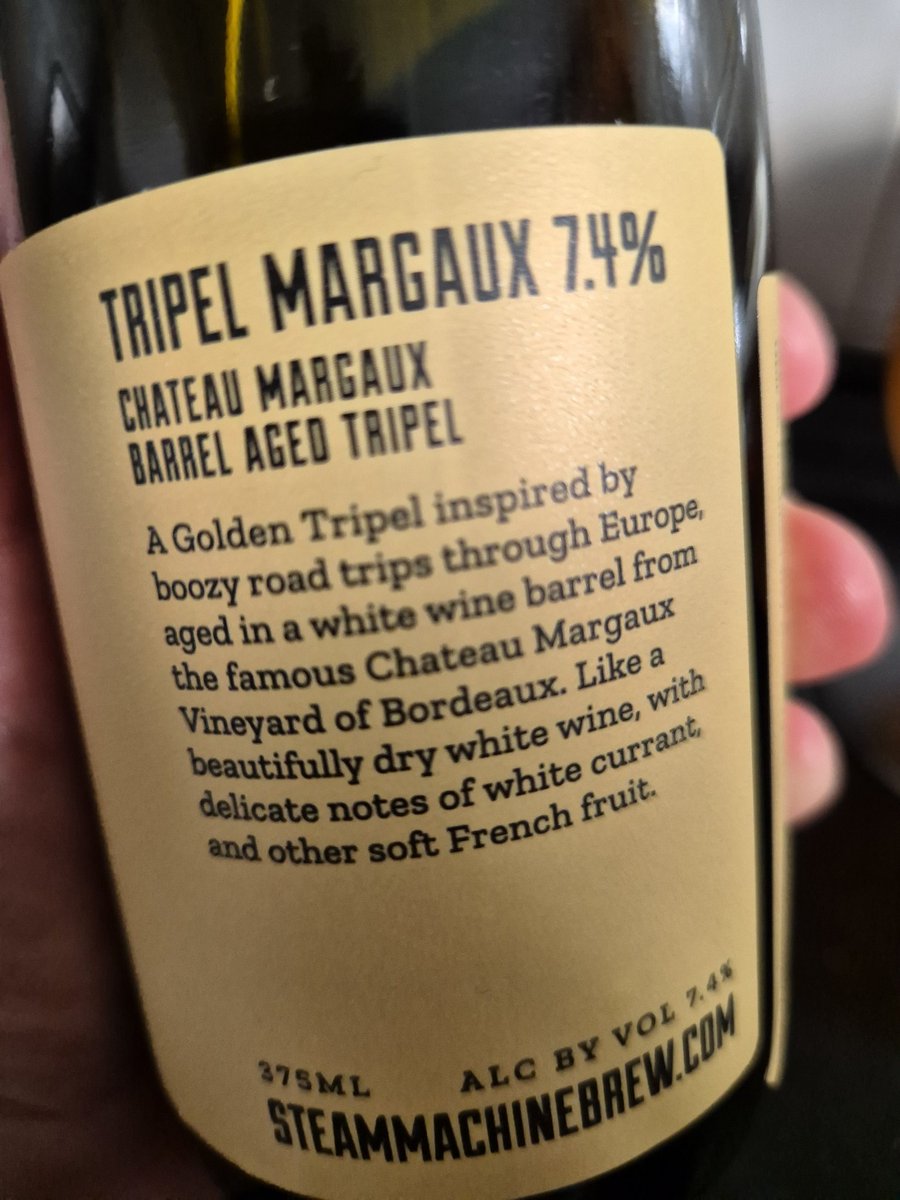 TRIPEL MARGAUX 7.4%
CHATEAU MARGAUX
BARREL AGED TRIPEL
A Golden Tripel inspired by
boozy road trips through Europe,
aged in a white wine barrel from
the famous Chateau Margaux
Vineyard of Bordeaux. Like a
beautifully dry white wine, with
delicate notes of white currant,
and other soft French fruit.
375ML ALC BY VOL 7.4%
STEAMMACHINEBREW.COM